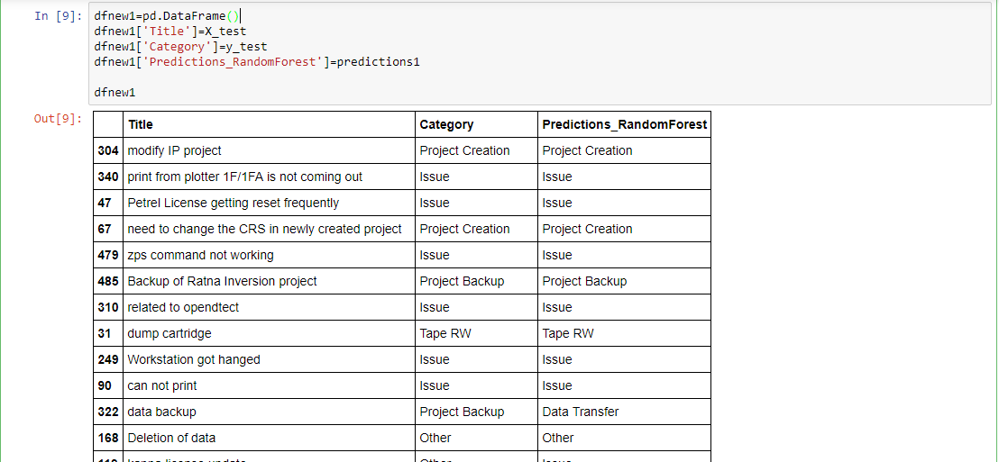 In [9]: dfnew1=pd.DataFrame()
dfnew1['Title']=X_test
dfnew1['Category']=y_test
dfnew1['Predictions_RandomForest']=predictions1
dfnew1
Out[9]:
Title Category Predictions_RandomForest
304 modify IP project Project Creation Project Creation
340 print from plotter 1F/1FA is not coming out Issue Issue
47 Petrel License getting reset frequently Issue Issue
67 need to change the CRS in newly created project Project Creation Project Creation
479 zps command not working Issue Issue
485 Backup of Ratna Inversion project Project Backup Project Backup
310 related to opendtect Issue Issue
31 dump cartridge Tape RW Tape RW
249 Workstation got hanged Issue Issue
90 can not print Issue Issue
322 data backup Project Backup Data Transfer
168 Deletion of data Other Other